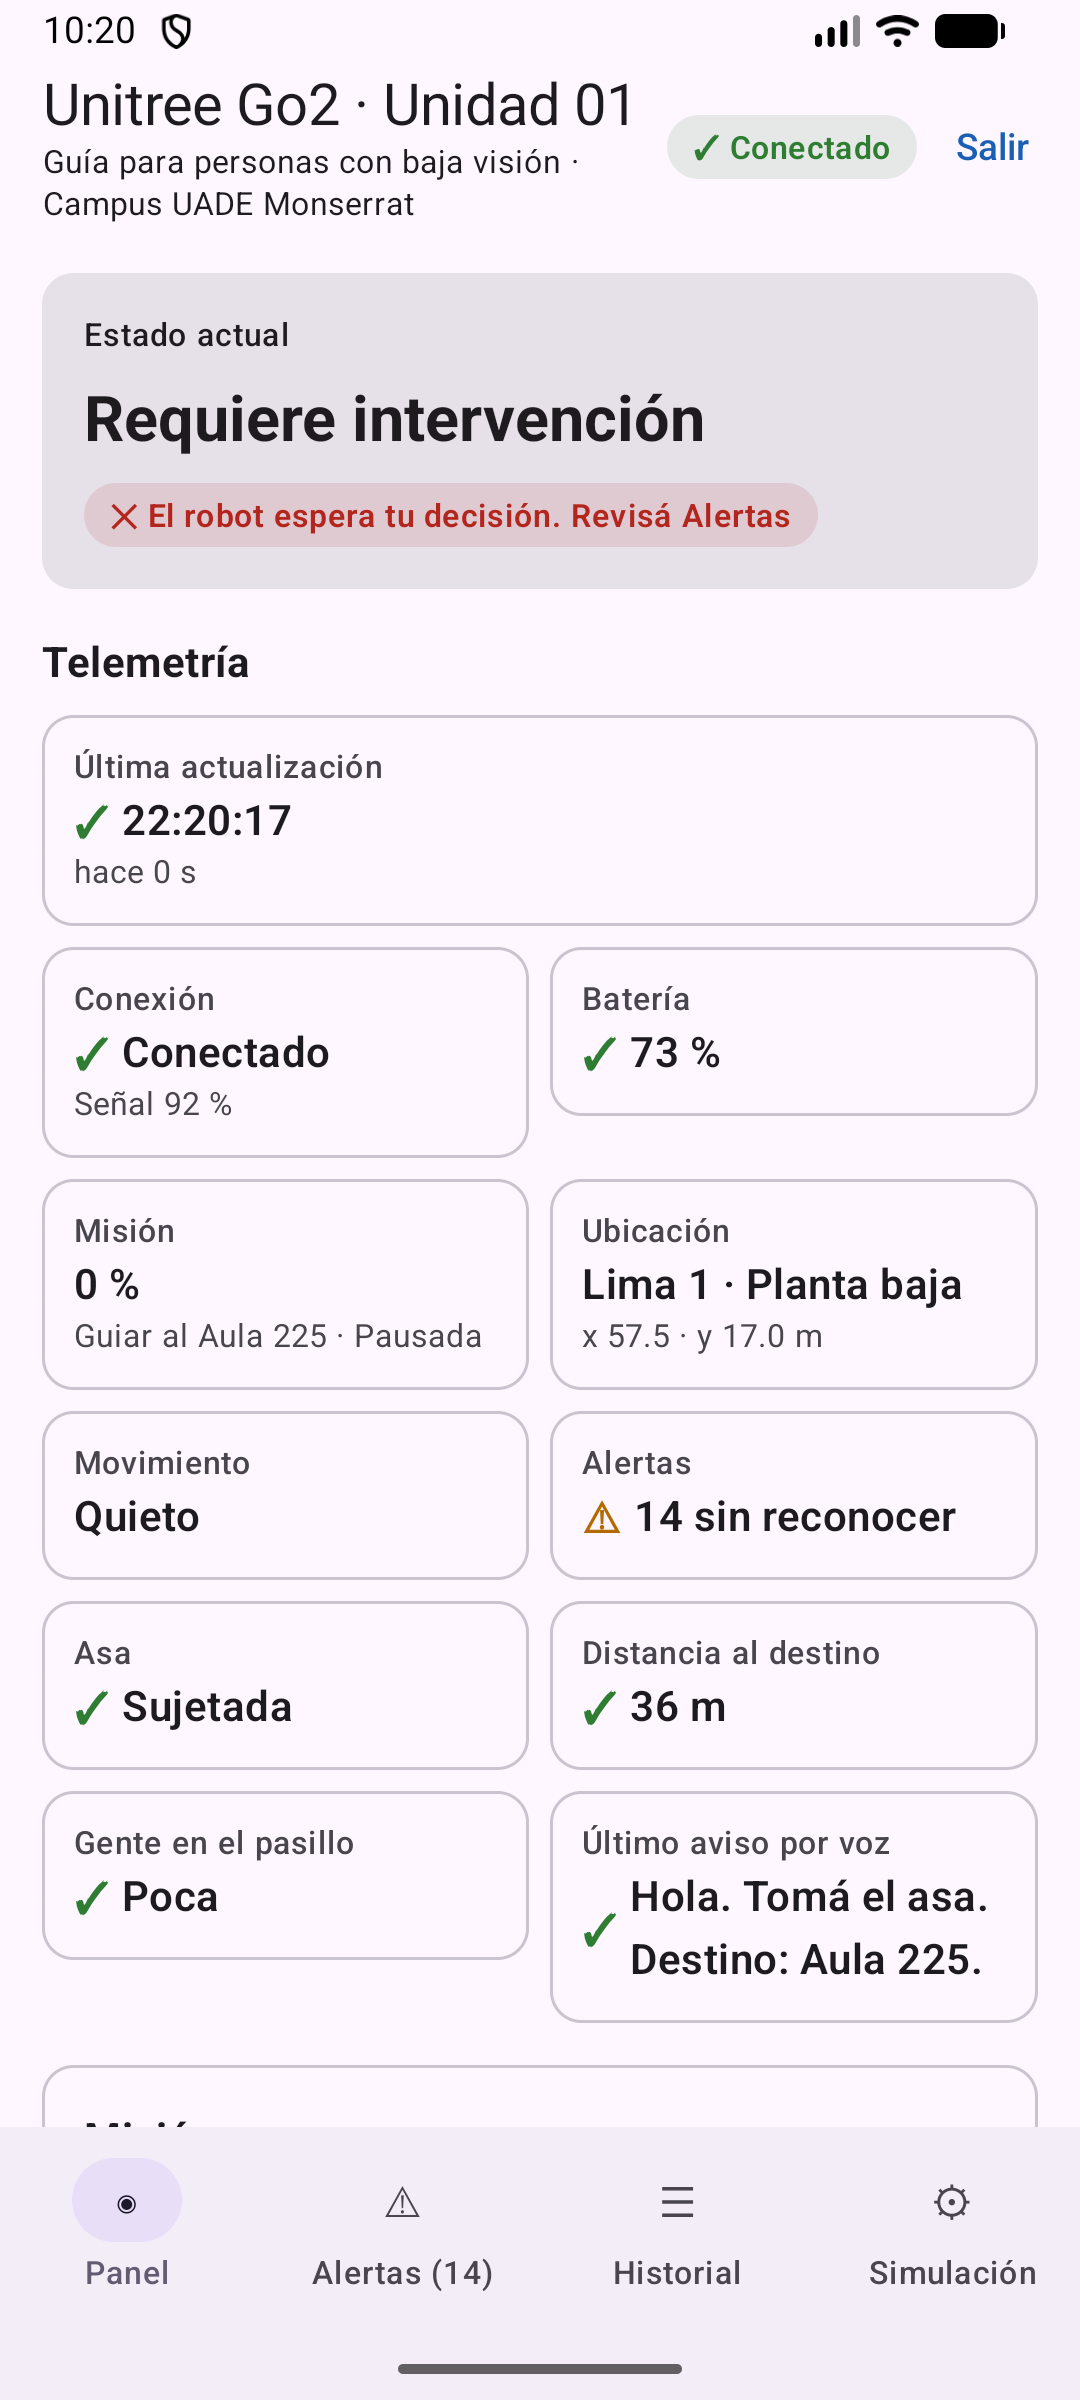 10:20
Unitree Go2 · Unidad 01
Guía para personas con baja visión ·
Campus UADE Monserrat
✓ Conectado
Salir
Estado actual
Requiere intervención
✕ El robot espera tu decisión. Revisá Alertas
Telemetría
Última actualización
✓ 22:20:17
hace 0 s
Conexión
✓ Conectado
Señal 92 %
Batería
✓ 73 %
Misión
0 %
Guiar al Aula 225 · Pausada
Ubicación
Lima 1 · Planta baja
x 57.5 · y 17.0 m
Movimiento
Quieto
Alertas
⚠ 14 sin reconocer
Asa
✓ Sujetada
Distancia al destino
✓ 36 m
Gente en el pasillo
✓ Poca
Último aviso por voz
✓ Hola. Tomá el asa.
Destino: Aula 225.
Panel
Alertas (14)
Historial
Simulación